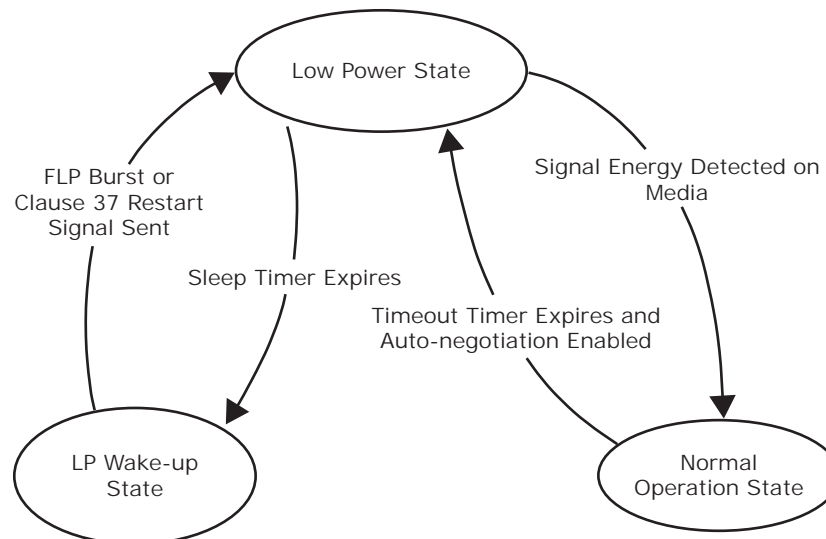 Low Power State
FLP Burst or
Clause 37 Restart
Signal Sent
Signal Energy Detected on
Media
Sleep Timer Expires
Timeout Timer Expires and
Auto-negotiation Enabled
LP Wake-up
State
Normal
Operation State